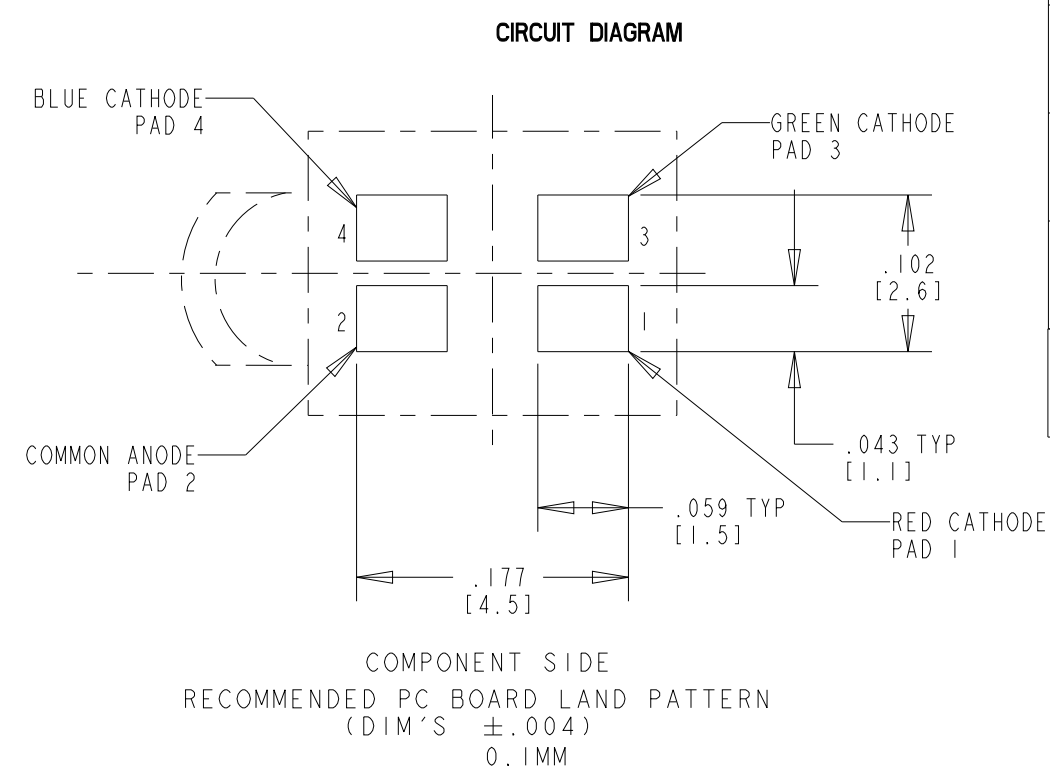 CIRCUIT DIAGRAM
BLUE CATHODE
PAD 4
GREEN CATHODE
PAD 3
4
3
.102
[2.6]
2
1
COMMON ANODE
PAD 2
.043 TYP
[1.1]
.059 TYP
[1.5]
RED CATHODE
PAD 1
.177
[4.5]
COMPONENT SIDE
RECOMMENDED PC BOARD LAND PATTERN
(DIM'S ±.004)
0.1MM